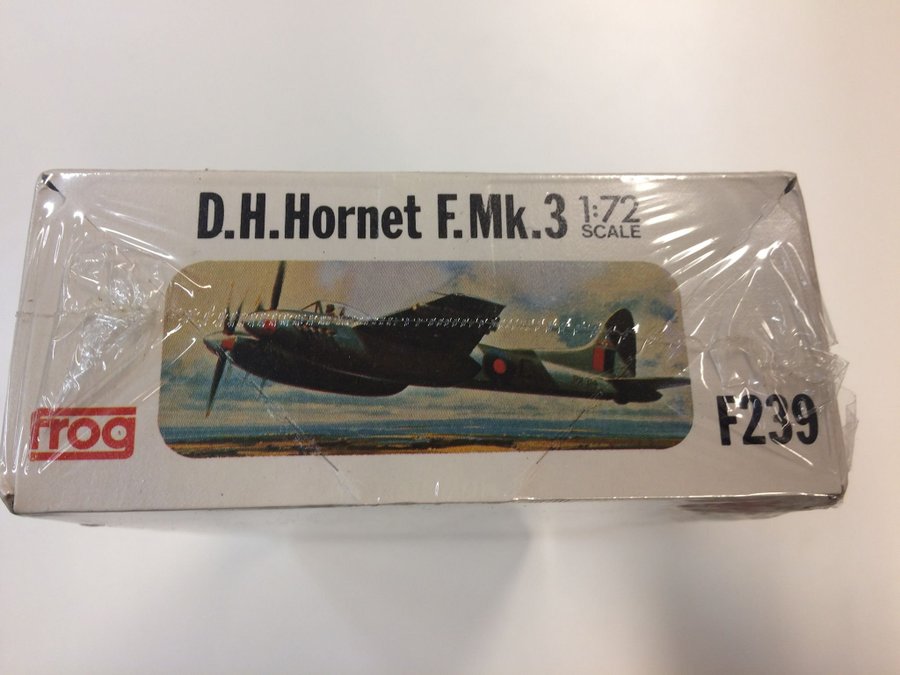 D.H.Hornet F.Mk.3 1:72
SCALE
frog
F239